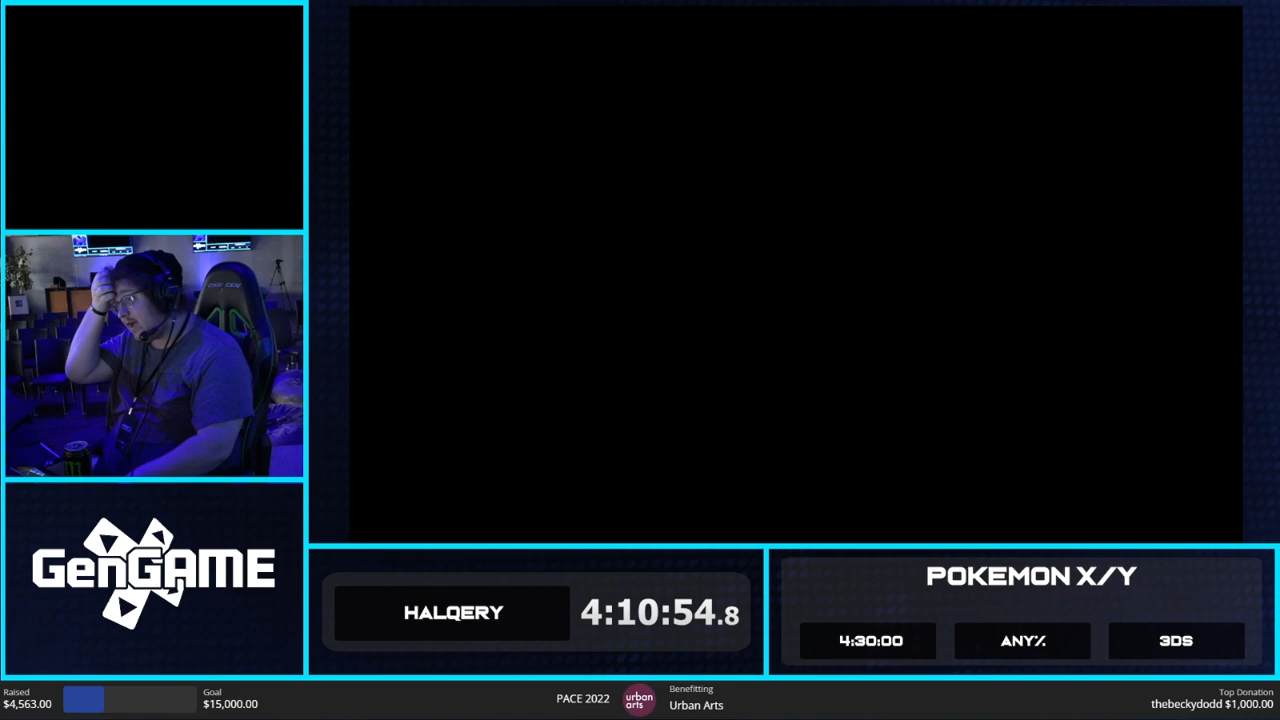 GenGAME
HALQERY
4:10:54.8
POKEMON X/Y
4:30:00
ANY%
3DS
Raised
$4,563.00
Goal
$15,000.00
PACE 2022
urban
arts
Benefitting
Urban Arts
Top Donation
thebeckydodd $1,000.00